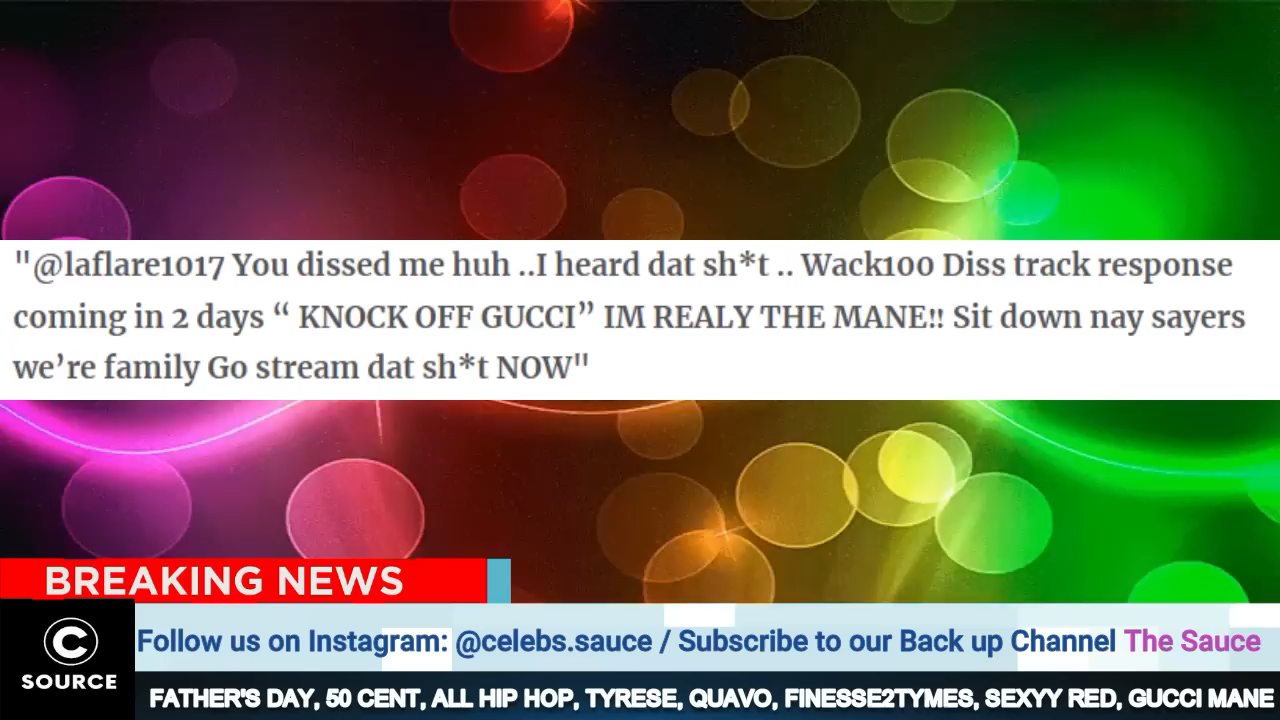 "@laflare1017 You dissed me huh ..I heard dat sh*t .. Wack100 Diss track response
coming in 2 days “ KNOCK OFF GUCCI” IM REALY THE MANE!! Sit down nay sayers
we’re family Go stream dat sh*t NOW"
BREAKING NEWS
Follow us on Instagram: @celebs.sauce / Subscribe to our Back up Channel The Sauce
C
SOURCE
FATHER'S DAY, 50 CENT, ALL HIP HOP, TYRESE, QUAVO, FINESSE2TYMES, SEXYY RED, GUCCI MANE